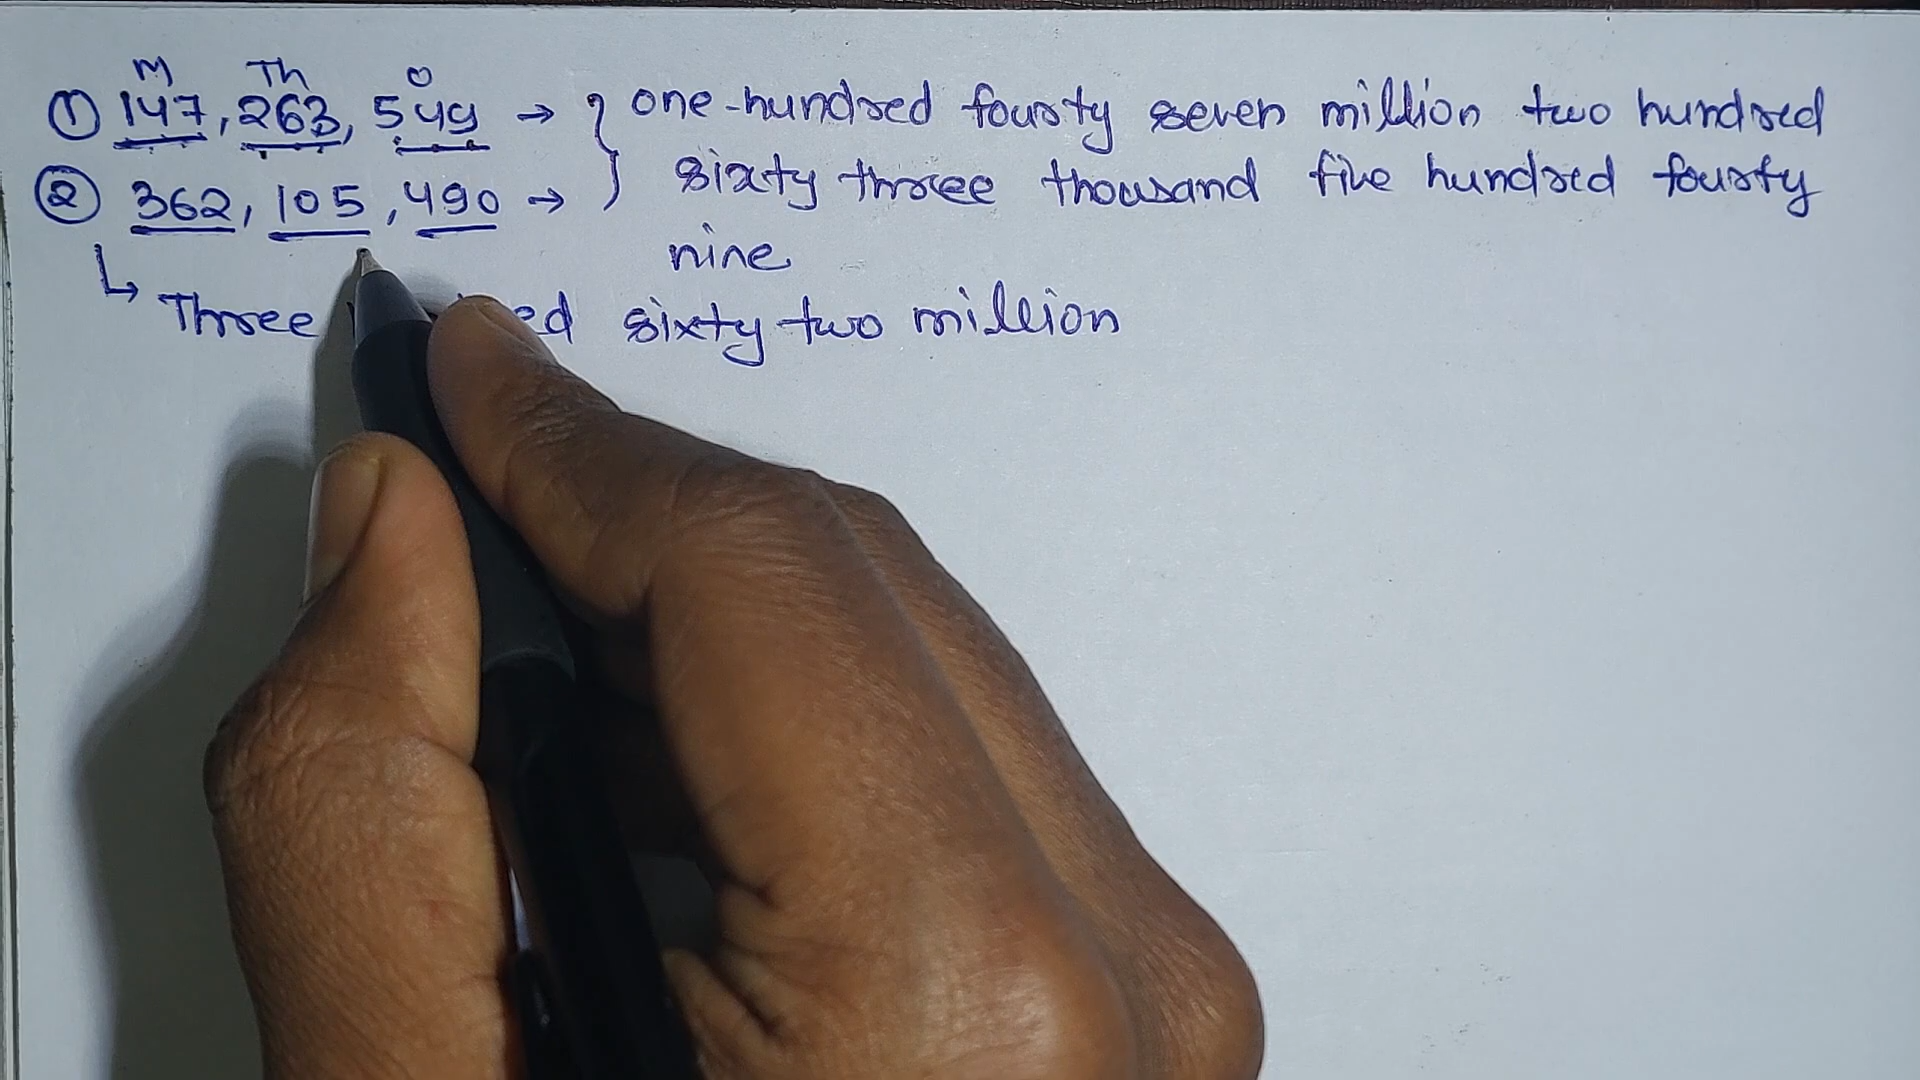 M Th O
① 147,263,549 → } one-hundred fourty seven million two hundred
sixty three thousand five hundred fourty
nine
② 362,105,490 →
↳ Three sixty two million